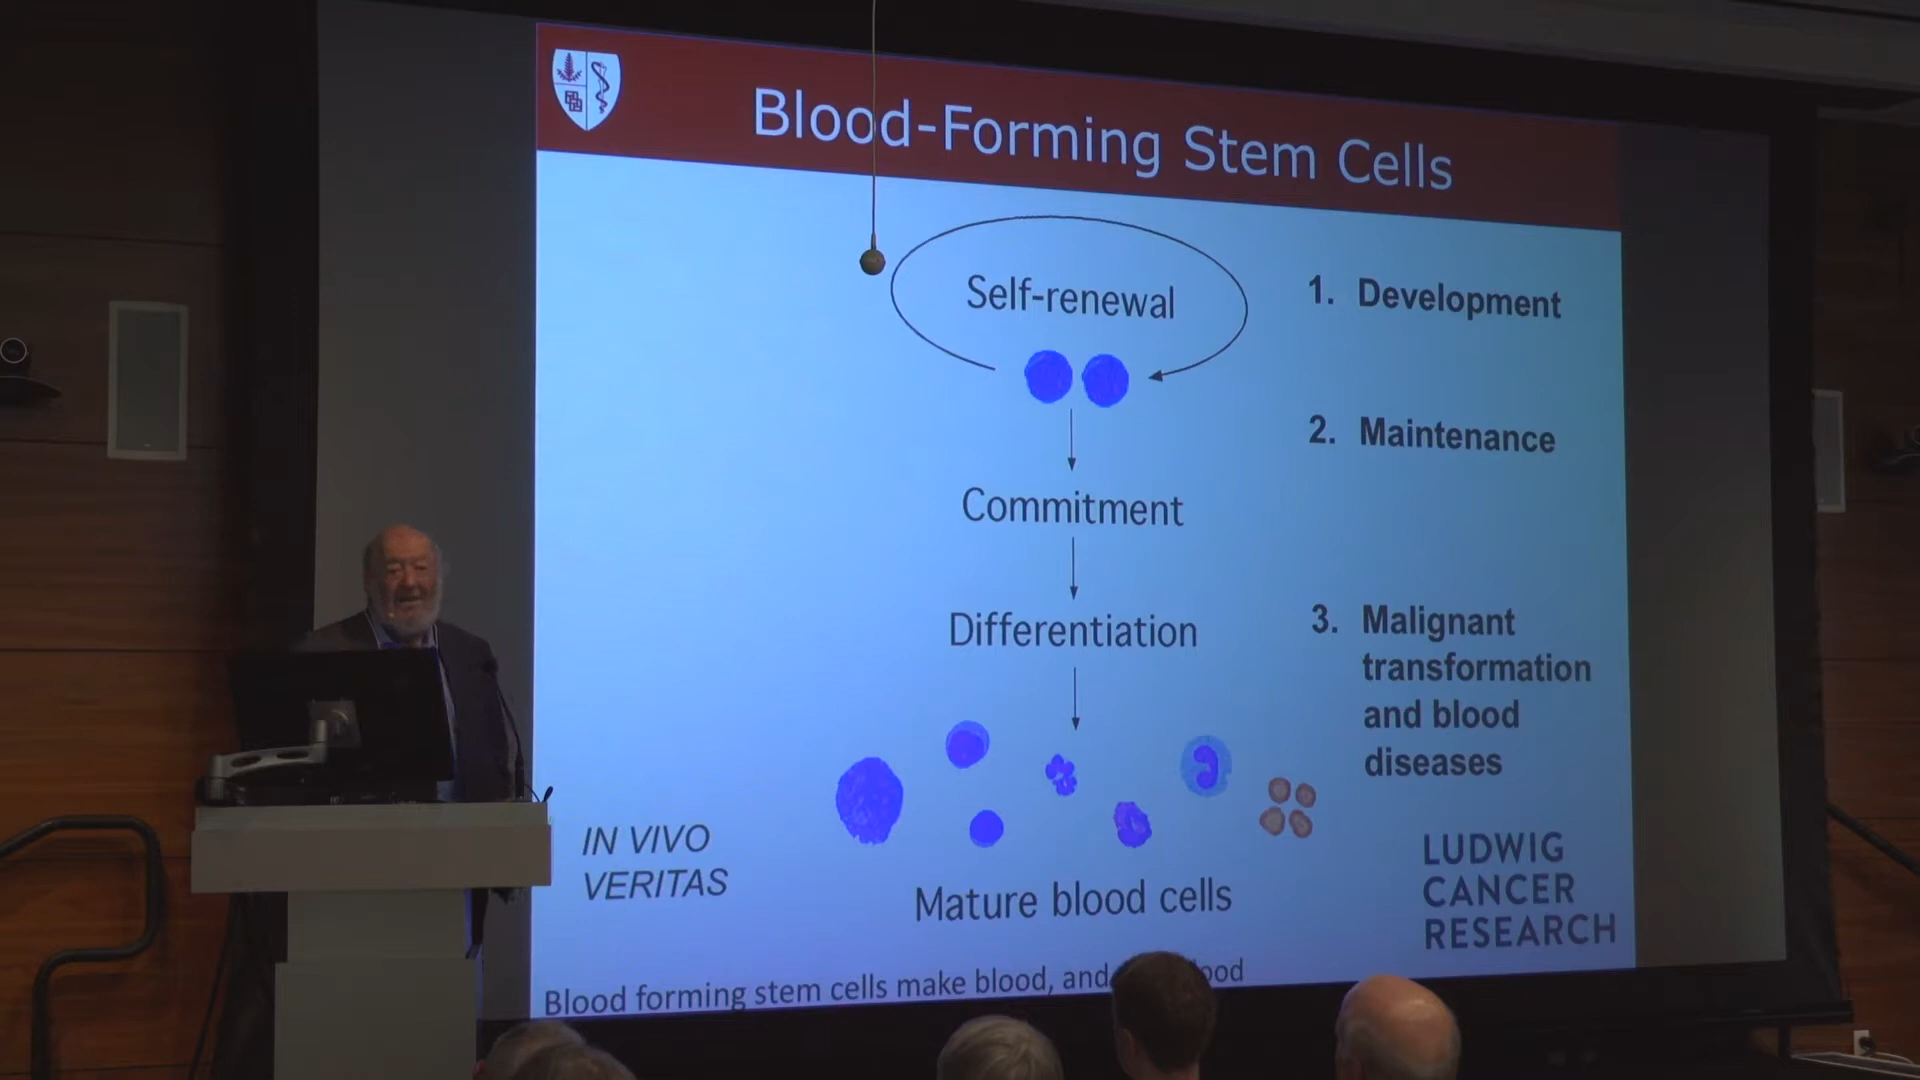 Blood-Forming Stem Cells
Self-renewal
1. Development
2. Maintenance
Commitment
Differentiation
3. Malignant
transformation
and blood
diseases
IN VIVO
VERITAS
Mature blood cells
LUDWIG
CANCER
RESEARCH
Blood forming stem cells make blood, and